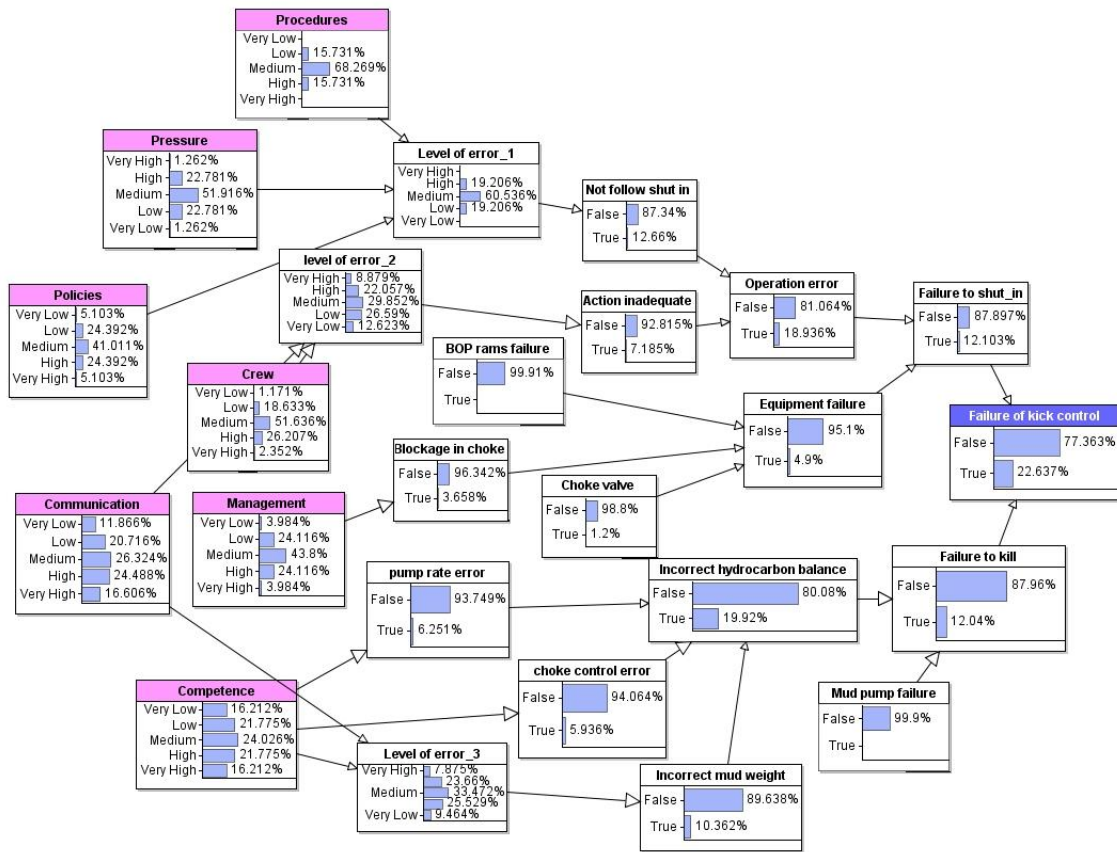 Procedures
Very Low
Low 15.731%
Medium 68.269%
High 15.731%
Very High
Pressure
Very High 1.262%
High 22.781%
Medium 51.916%
Low 22.781%
Very Low 1.262%
Level of error_1
Very High
High 19.206%
Medium 60.536%
Low 19.206%
Very Low
Not follow shut in
False 87.34%
True 12.66%
level of error_2
Very High 8.879%
High 22.057%
Medium 29.852%
Low 26.59%
Very Low 12.623%
Policies
Very Low 5.103%
Low 24.392%
Medium 41.011%
High 24.392%
Very High 5.103%
Action inadequate
False 92.815%
True 7.185%
Operation error
False 81.064%
True 18.936%
Failure to shut_in
False 87.897%
True 12.103%
BOP rams failure
False 99.91%
True
Crew
Very Low 1.171%
Low 18.633%
Medium 51.636%
High 26.207%
Very High 2.352%
Equipment failure
False 95.1%
True 4.9%
Failure of kick control
False 77.363%
True 22.637%
Blockage in choke
False 96.342%
True 3.658%
Choke valve
False 98.8%
True 1.2%
Communication
Very Low 11.866%
Low 20.716%
Medium 26.324%
High 24.488%
Very High 16.606%
Management
Very Low 3.984%
Low 24.116%
Medium 43.8%
High 24.116%
Very High 3.984%
pump rate error
False 93.749%
True 6.251%
Incorrect hydrocarbon balance
False 80.08%
True 19.92%
Failure to kill
False 87.96%
True 12.04%
choke control error
False 94.064%
True 5.936%
Mud pump failure
False 99.9%
True
Competence
Very Low 16.212%
Low 21.775%
Medium 24.026%
High 21.775%
Very High 16.212%
Level of error_3
Very High 7.875%
23.66%
Medium 33.472%
25.529%
Very Low 9.464%
Incorrect mud weight
False 89.638%
True 10.362%